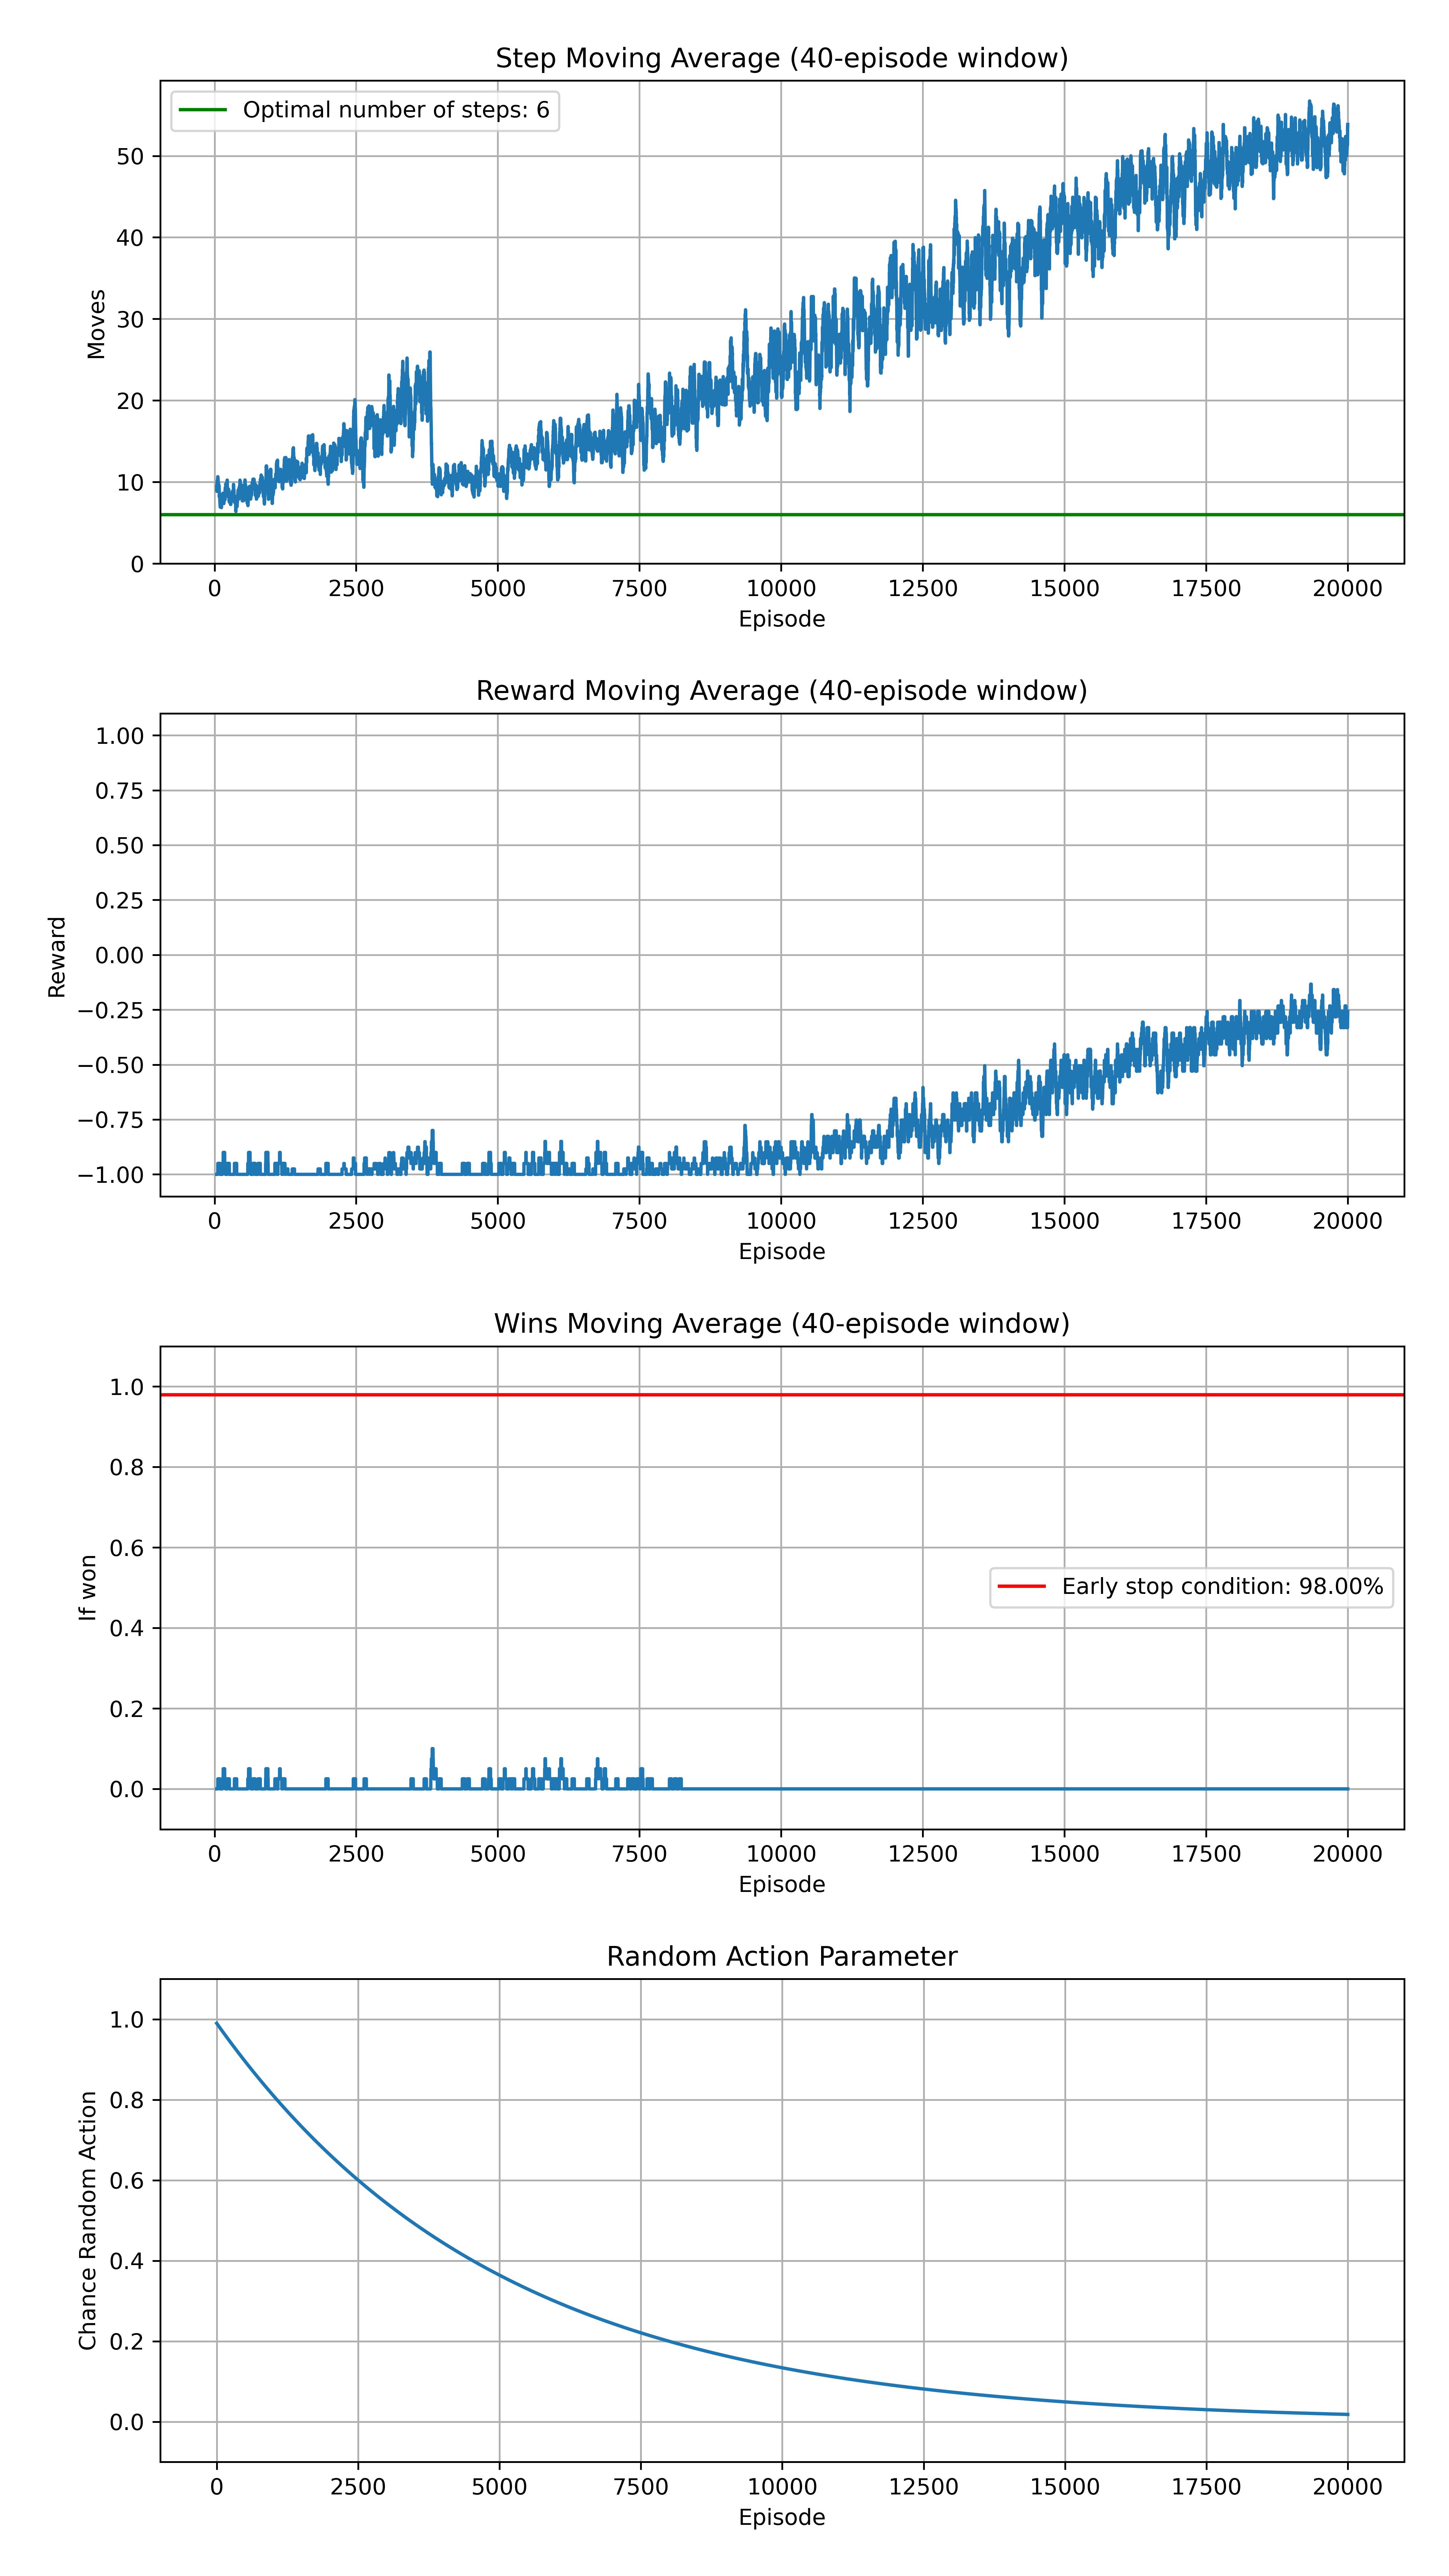 Step Moving Average (40-episode window)
Optimal number of steps: 6
50
40
30
20
10
0
Moves
0 2500 5000 7500 10000 12500 15000 17500 20000
Episode
Reward Moving Average (40-episode window)
1.00
0.75
0.50
0.25
0.00
−0.25
−0.50
−0.75
−1.00
Reward
0 2500 5000 7500 10000 12500 15000 17500 20000
Episode
Wins Moving Average (40-episode window)
1.0
0.8
0.6
0.4
0.2
0.0
If won
Early stop condition: 98.00%
0 2500 5000 7500 10000 12500 15000 17500 20000
Episode
Random Action Parameter
1.0
0.8
0.6
0.4
0.2
0.0
Chance Random Action
0 2500 5000 7500 10000 12500 15000 17500 20000
Episode